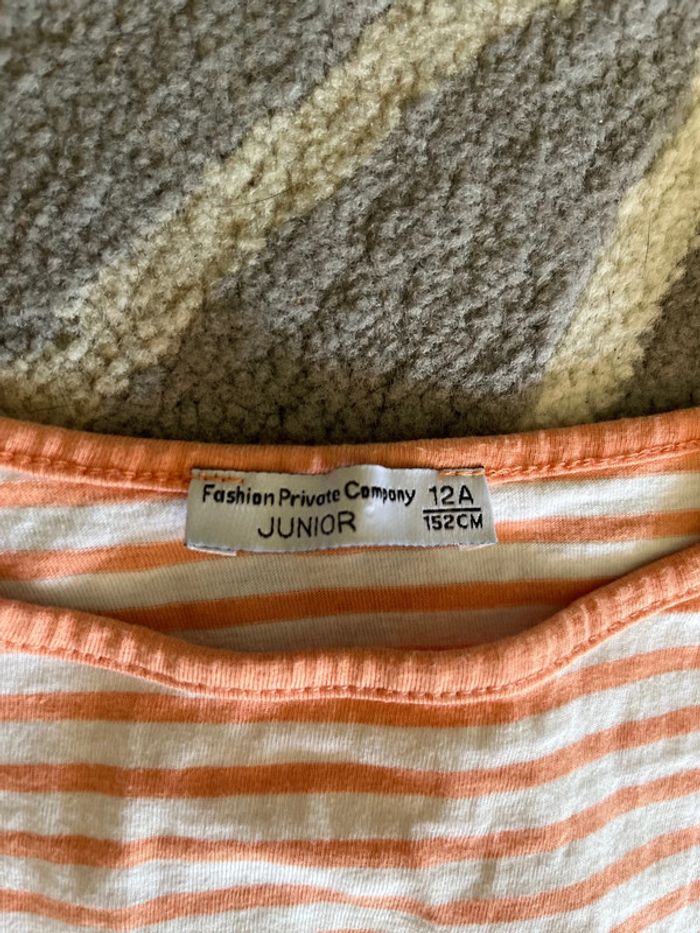 Fashion Private Company
JUNIOR
12A
152CM